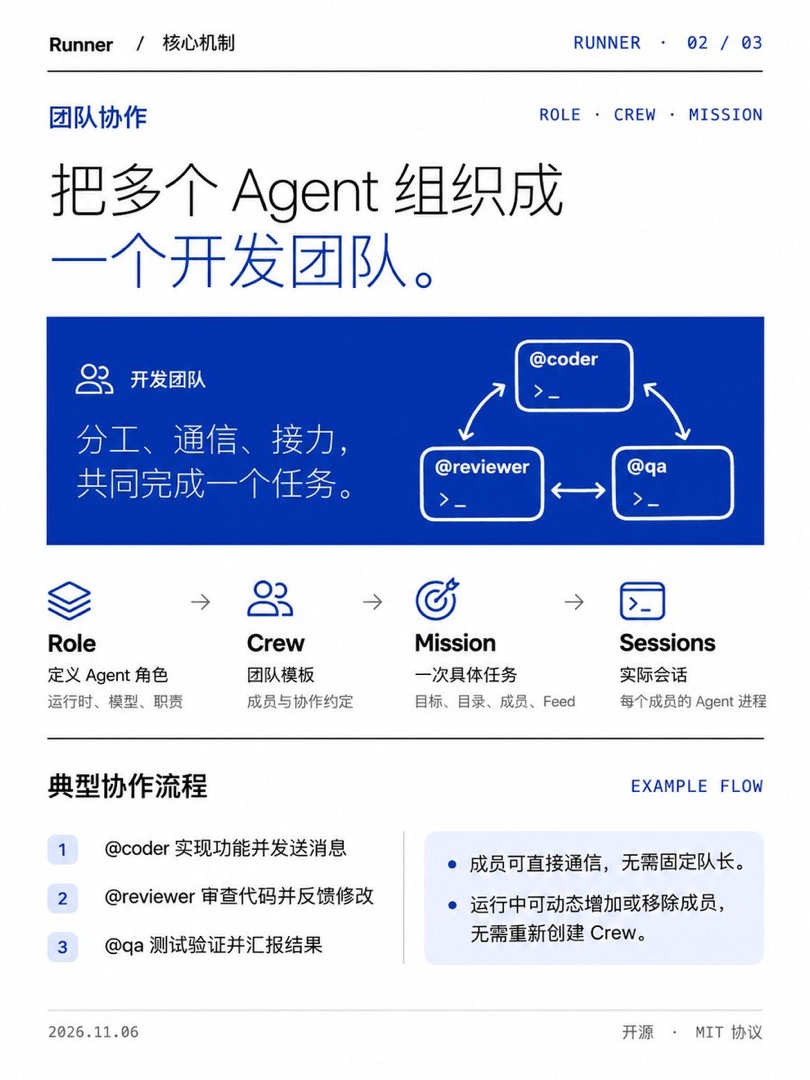 Runner / 核心机制
RUNNER · 02 / 03
团队协作
ROLE · CREW · MISSION
把多个 Agent 组织成
一个开发团队。
开发团队
分工、通信、接力，
共同完成一个任务。
@coder
>_
@reviewer
>_
@qa
>_
Role
定义 Agent 角色
运行时、模型、职责
Crew
团队模板
成员与协作约定
Mission
一次具体任务
目标、目录、成员、Feed
Sessions
实际会话
每个成员的 Agent 进程
典型协作流程
EXAMPLE FLOW
1 @coder 实现功能并发送消息
2 @reviewer 审查代码并反馈修改
3 @qa 测试验证并汇报结果
• 成员可直接通信，无需固定队长。
• 运行中可动态增加或移除成员，
无需重新创建 Crew。
2026.11.06
开源 · MIT 协议